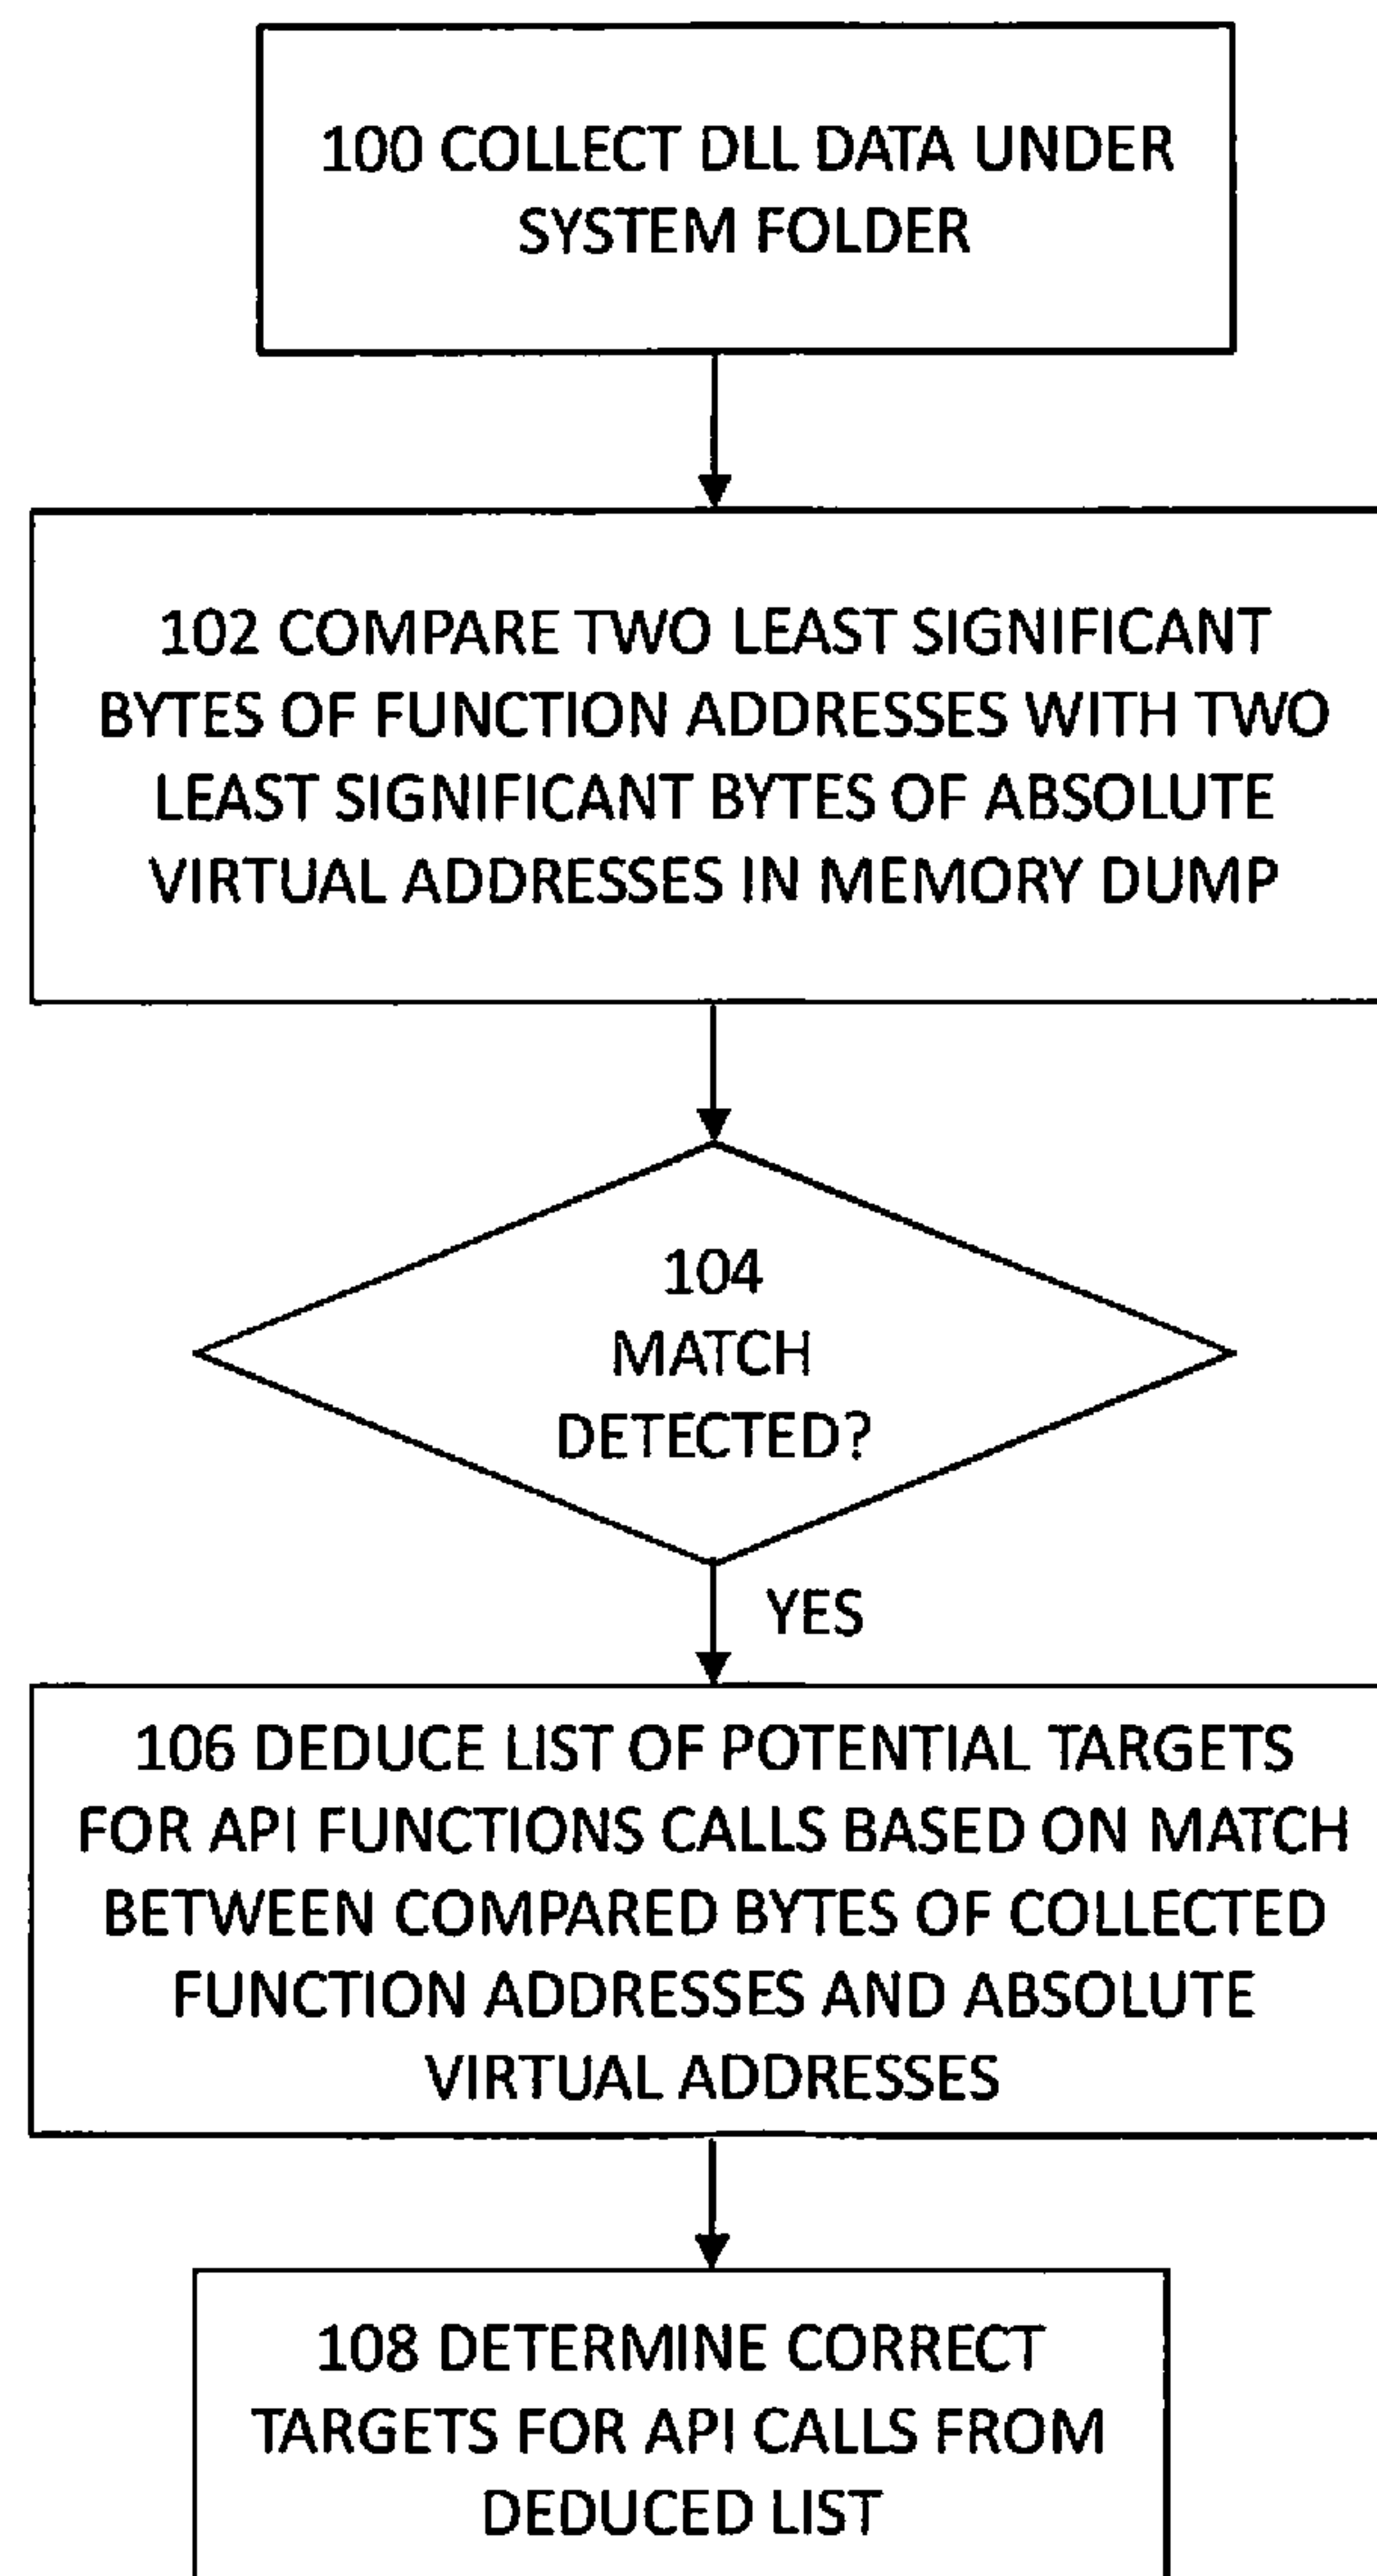 100 COLLECT DLL DATA UNDER
SYSTEM FOLDER
102 COMPARE TWO LEAST SIGNIFICANT
BYTES OF FUNCTION ADDRESSES WITH TWO
LEAST SIGNIFICANT BYTES OF ABSOLUTE
VIRTUAL ADDRESSES IN MEMORY DUMP
104
MATCH
DETECTED?
YES
106 DEDUCE LIST OF POTENTIAL TARGETS
FOR API FUNCTIONS CALLS BASED ON MATCH
BETWEEN COMPARED BYTES OF COLLECTED
FUNCTION ADDRESSES AND ABSOLUTE
VIRTUAL ADDRESSES
108 DETERMINE CORRECT
TARGETS FOR API CALLS FROM
DEDUCED LIST